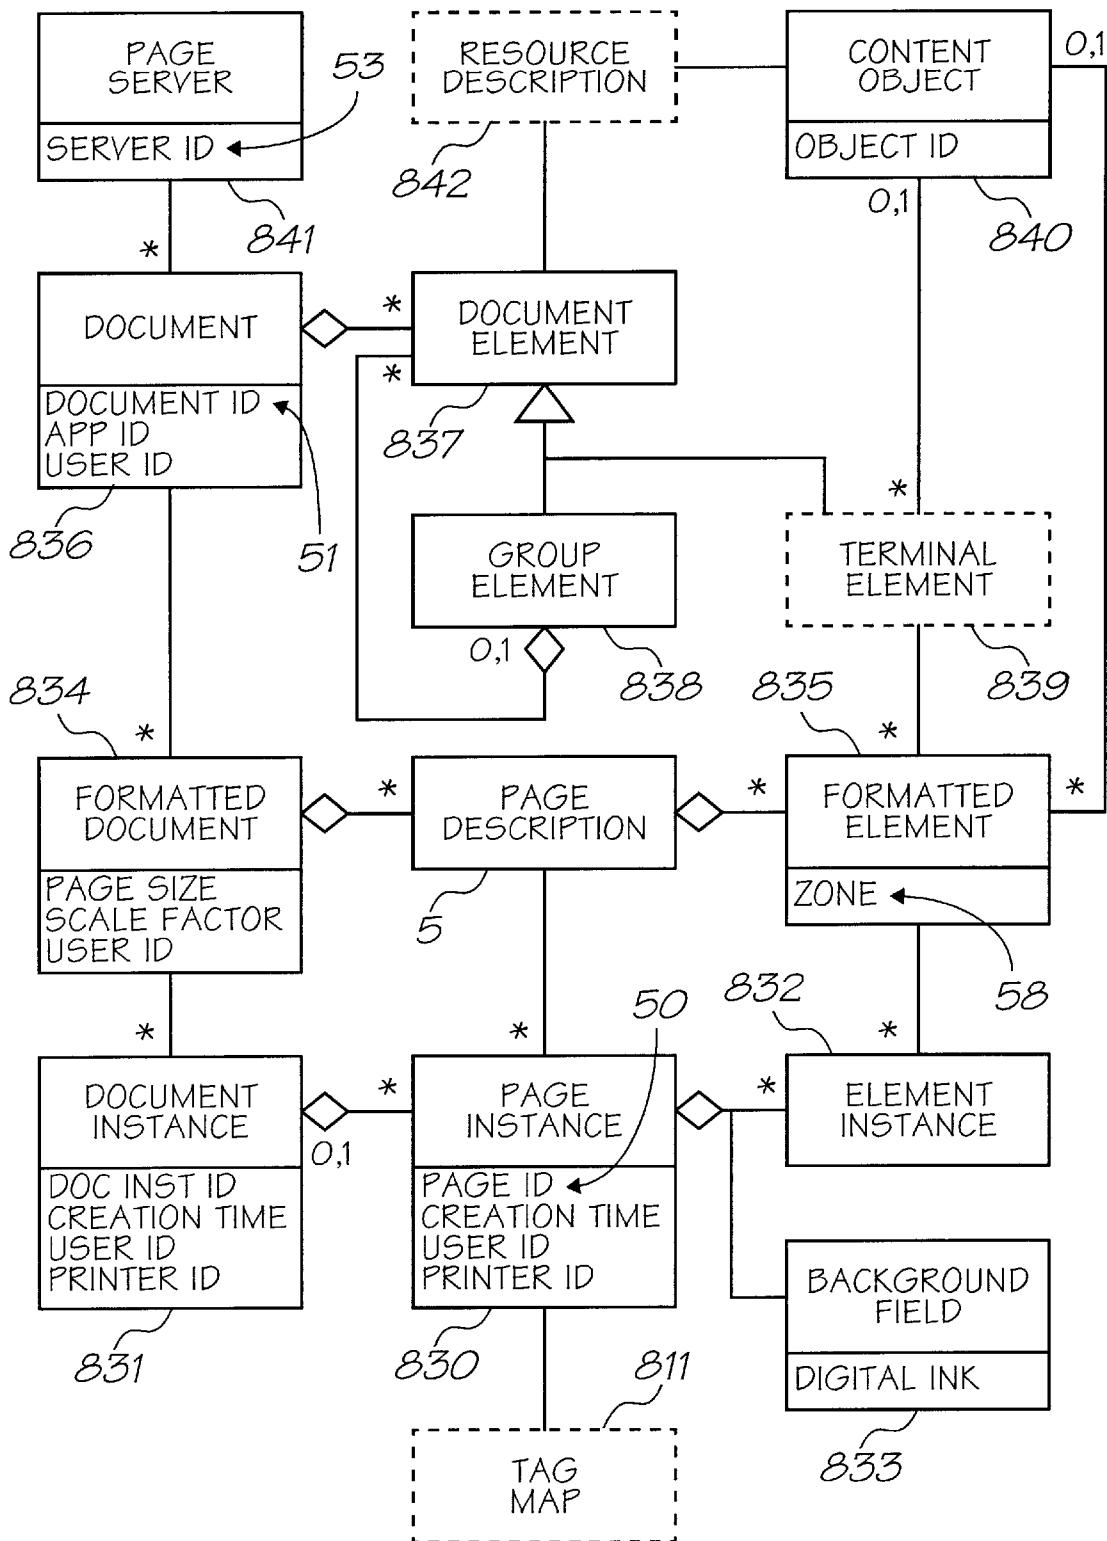 PAGE
SERVER
53
SERVER ID
841
RESOURCE
DESCRIPTION
842
CONTENT
OBJECT
0,1
OBJECT ID
0,1
840
*
DOCUMENT
DOCUMENT ID
APP ID
USER ID
836
51
*
*
DOCUMENT
ELEMENT
837
GROUP
ELEMENT
0,1
838
*
TERMINAL
ELEMENT
839
834
*
FORMATTED
DOCUMENT
PAGE SIZE
SCALE FACTOR
USER ID
*
PAGE
DESCRIPTION
5
835
*
*
FORMATTED
ELEMENT
*
ZONE
58
*
DOCUMENT
INSTANCE
0,1
DOC INST ID
CREATION TIME
USER ID
PRINTER ID
831
50
*
*
PAGE
INSTANCE
PAGE ID
CREATION TIME
USER ID
PRINTER ID
830
832
*
*
ELEMENT
INSTANCE
BACKGROUND
FIELD
DIGITAL INK
833
811
TAG
MAP